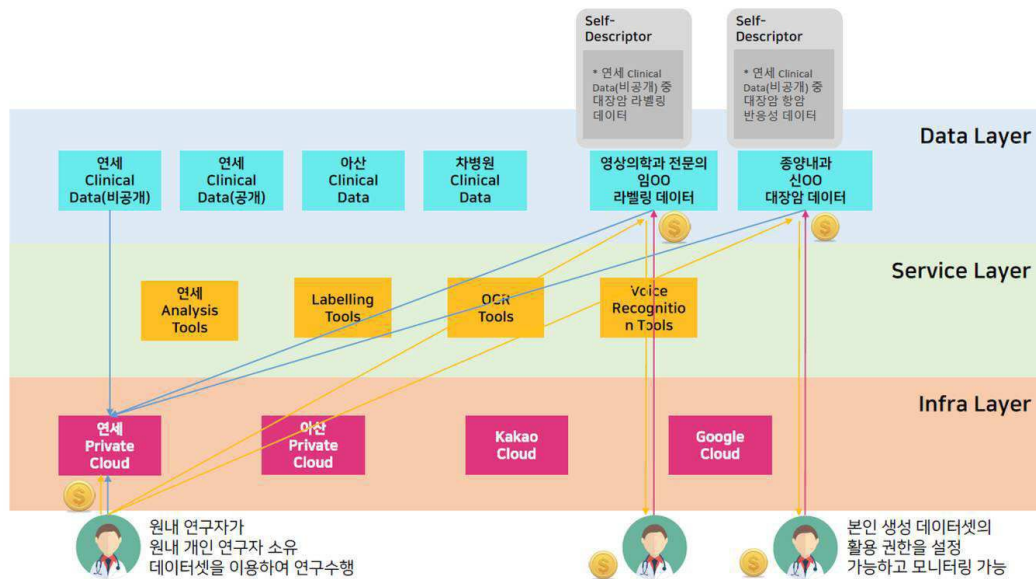 Self-
Descriptor
* 연세 Clinical
Data(비공개) 중
대장암 라벨링
데이터
Self-
Descriptor
* 연세 Clinical
Data(비공개) 중
대장암 항암
반응성 데이터
Data Layer
연세
Clinical
Data(비공개)
연세
Clinical
Data(공개)
아산
Clinical
Data
차병원
Clinical
Data
영상의학과 전문의
임OO
라벨링 데이터
종양내과
신OO
대장암 데이터
Service Layer
연세
Analysis
Tools
Labelling
Tools
OCR
Tools
Voice
Recognitio
n Tools
Infra Layer
연세
Private
Cloud
아산
Private
Cloud
Kakao
Cloud
Google
Cloud
원내 연구자가
원내 개인 연구자 소유
데이터셋을 이용하여 연구수행
본인 생성 데이터셋의
활용 권한을 설정
가능하고 모니터링 가능